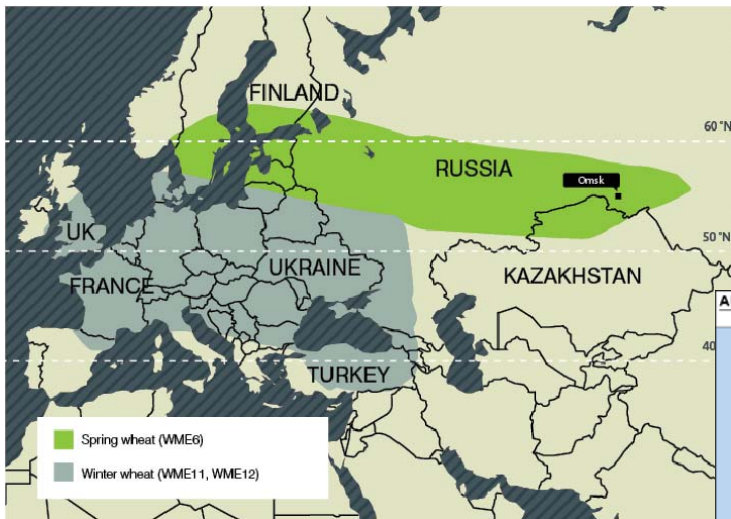 FINLAND
60 °N
RUSSIA
Omsk
UK
50 °N
UKRAINE
FRANCE
KAZAKHSTAN
40
TURKEY
Spring wheat (WME6)
Winter wheat (WME11, WME12)